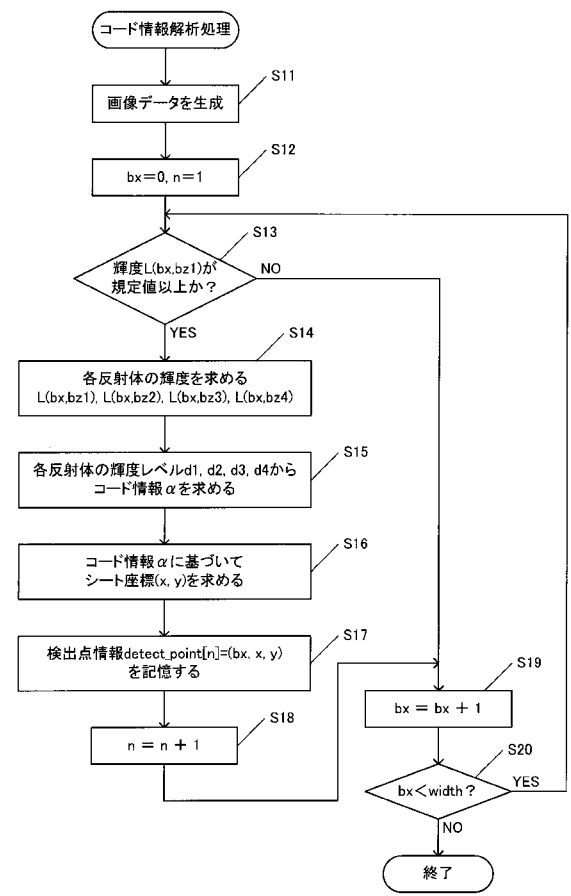 コード情報解析処理
S11
画像データを生成
S12
bx=0, n=1
S13
輝度L(bx,bz1)が
規定値以上か?
NO
YES
S14
各反射体の輝度を求める
L(bx,bz1), L(bx,bz2), L(bx,bz3), L(bx,bz4)
S15
各反射体の輝度レベルd1, d2, d3, d4から
コード情報αを求める
S16
コード情報αに基づいて
シート座標(x, y)を求める
S17
検出点情報detect_point[n]=(bx, x, y)
を記憶する
S18
n = n + 1
S19
bx = bx + 1
S20
bx<width?
YES
NO
終了